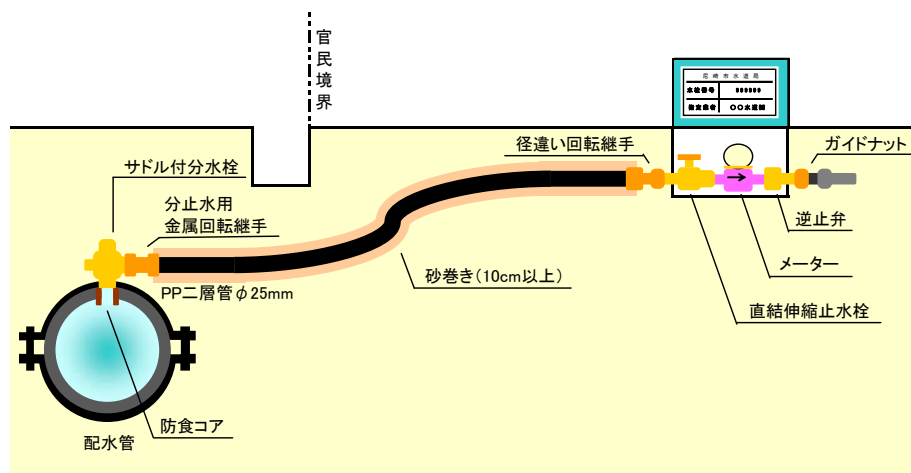 官民境界
尼崎市水道局
水栓番号 999999
指定業者 〇〇水道㈱
径違い回転継手
ガイドナット
サドル付分水栓
分止水用
金属回転継手
逆止弁
メーター
砂巻き(10cm以上)
PP二層管φ25mm
直結伸縮止水栓
防食コア
配水管